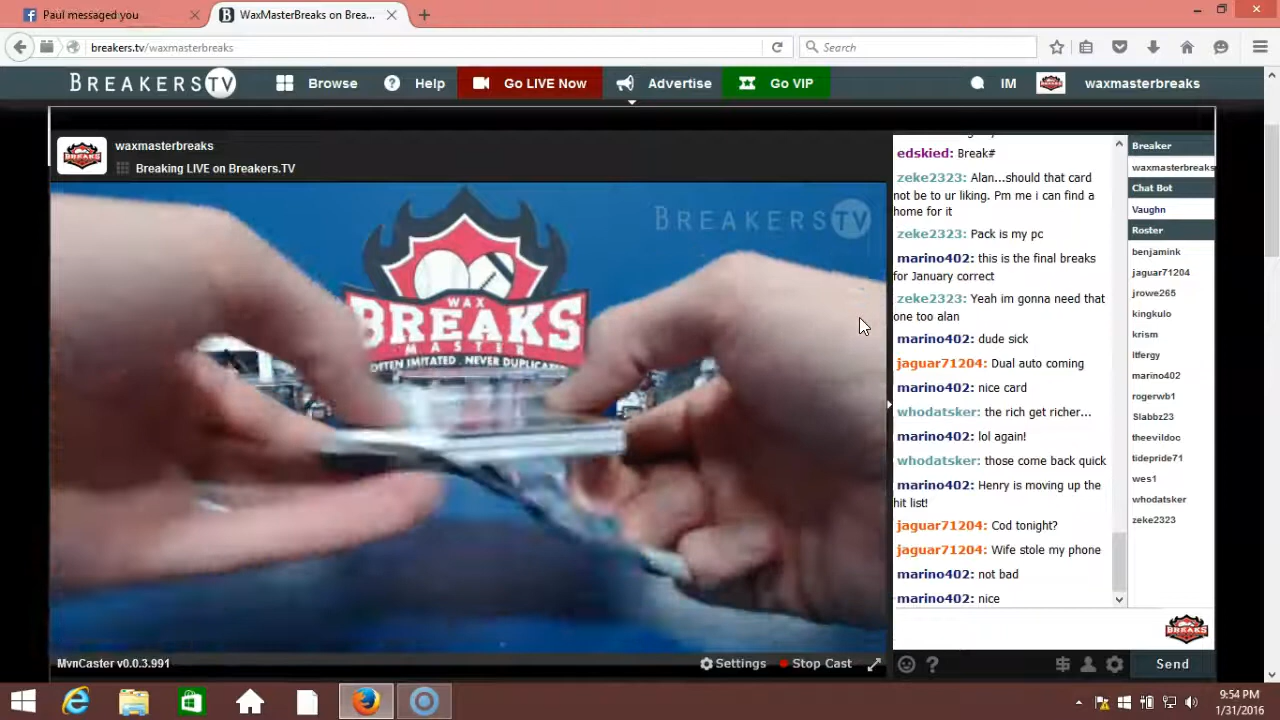 Paul messaged you
WaxMasterBreaks on Brea...
breakers.tv/waxmasterbreaks
Search
BREAKERSTV
Browse
Help
Go LIVE Now
Advertise
Go VIP
IM
waxmasterbreaks
waxmasterbreaks
Breaking LIVE on Breakers.TV
BREAKERSTV
WAX
BREAKS
MASTER
OFTEN IMITATED . NEVER DUPLICATED
edskied: Break#
zeke2323: Alan...should that card
not be to ur liking. Pm me i can find a
home for it
zeke2323: Pack is my pc
marino402: this is the final breaks
for January correct
zeke2323: Yeah im gonna need that
one too alan
marino402: dude sick
jaguar71204: Dual auto coming
marino402: nice card
whodatsker: the rich get richer...
marino402: lol again!
whodatsker: those come back quick
marino402: Henry is moving up the
hit list!
jaguar71204: Cod tonight?
jaguar71204: Wife stole my phone
marino402: not bad
marino402: nice
Breaker
waxmasterbreaks
Chat Bot
Vaughn
Roster
benjamink
jaguar71204
jrowe265
kingkulo
krism
ltfergy
marino402
rogerwb1
Slabbz23
theevildoc
tidepride71
wes1
whodatsker
zeke2323
BREAKS
MvnCaster v0.0.3.991
Settings
Stop Cast
Send
9:54 PM
1/31/2016